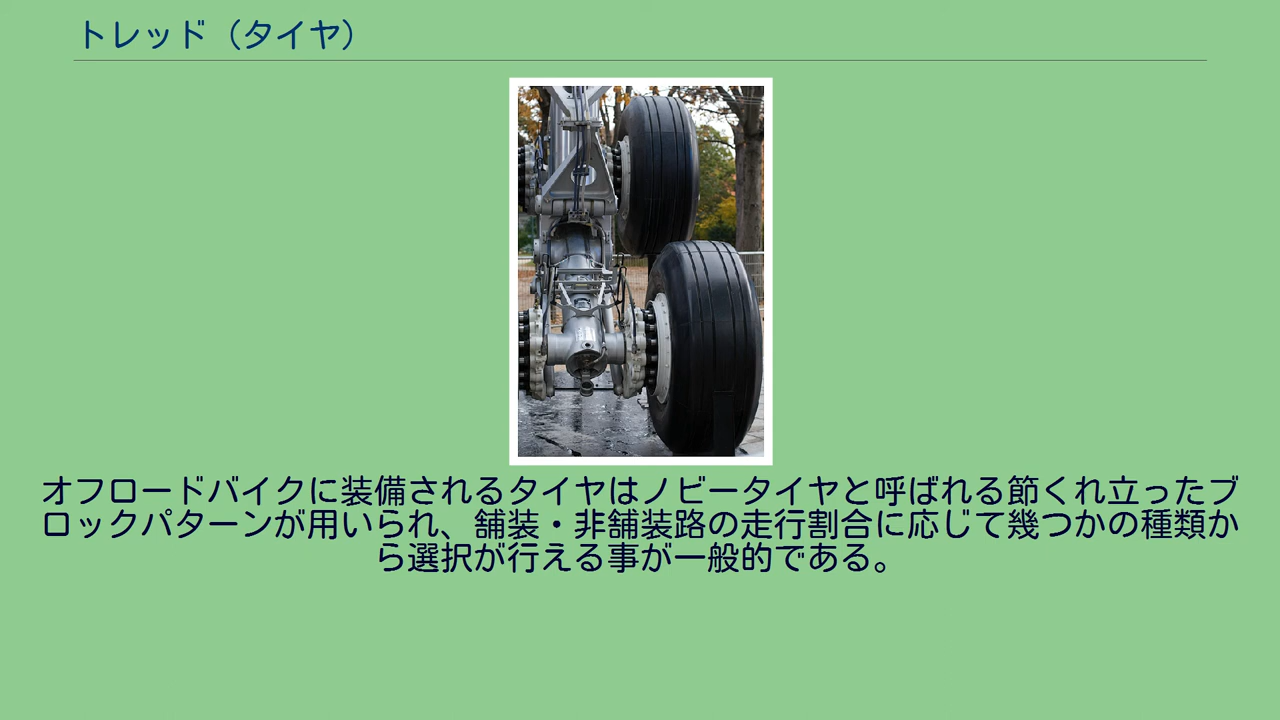 トレッド（タイヤ）
オフロードバイクに装備されるタイヤはノビータイヤと呼ばれる節くれ立ったブ
ロックパターンが用いられ、舗装・非舗装路の走行割合に応じて幾つかの種類か
ら選択が行える事が一般的である。